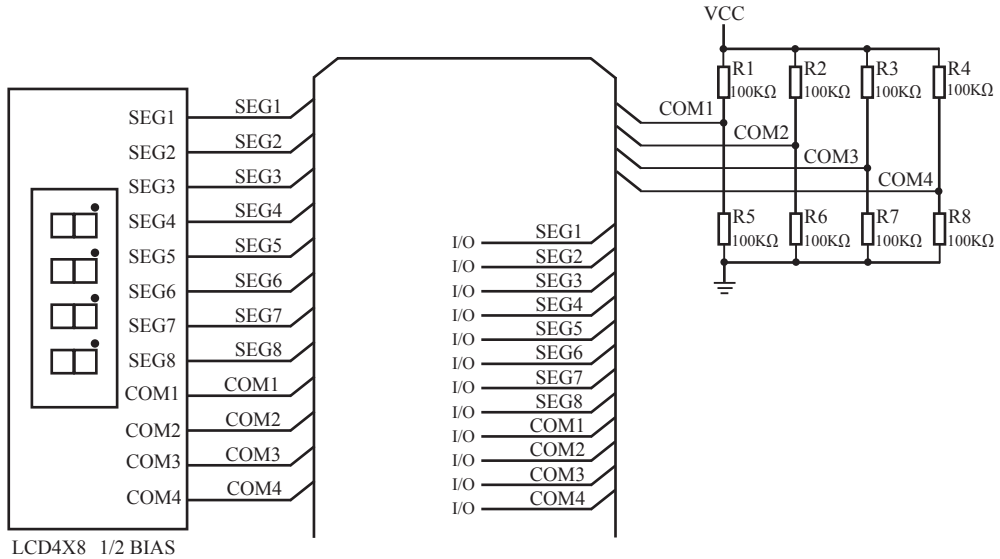 VCC
R1
100KΩ
R2
100KΩ
R3
100KΩ
R4
100KΩ
COM1
COM2
COM3
COM4
R5
100KΩ
R6
100KΩ
R7
100KΩ
R8
100KΩ
SEG1 SEG1
SEG2 SEG2
SEG3 SEG3
SEG4 SEG4
SEG5 SEG5
SEG6 SEG6
SEG7 SEG7
SEG8 SEG8
COM1 COM1
COM2 COM2
COM3 COM3
COM4 COM4
I/O SEG1
I/O SEG2
I/O SEG3
I/O SEG4
I/O SEG5
I/O SEG6
I/O SEG7
I/O SEG8
I/O COM1
I/O COM2
I/O COM3
I/O COM4
LCD4X8 1/2 BIAS